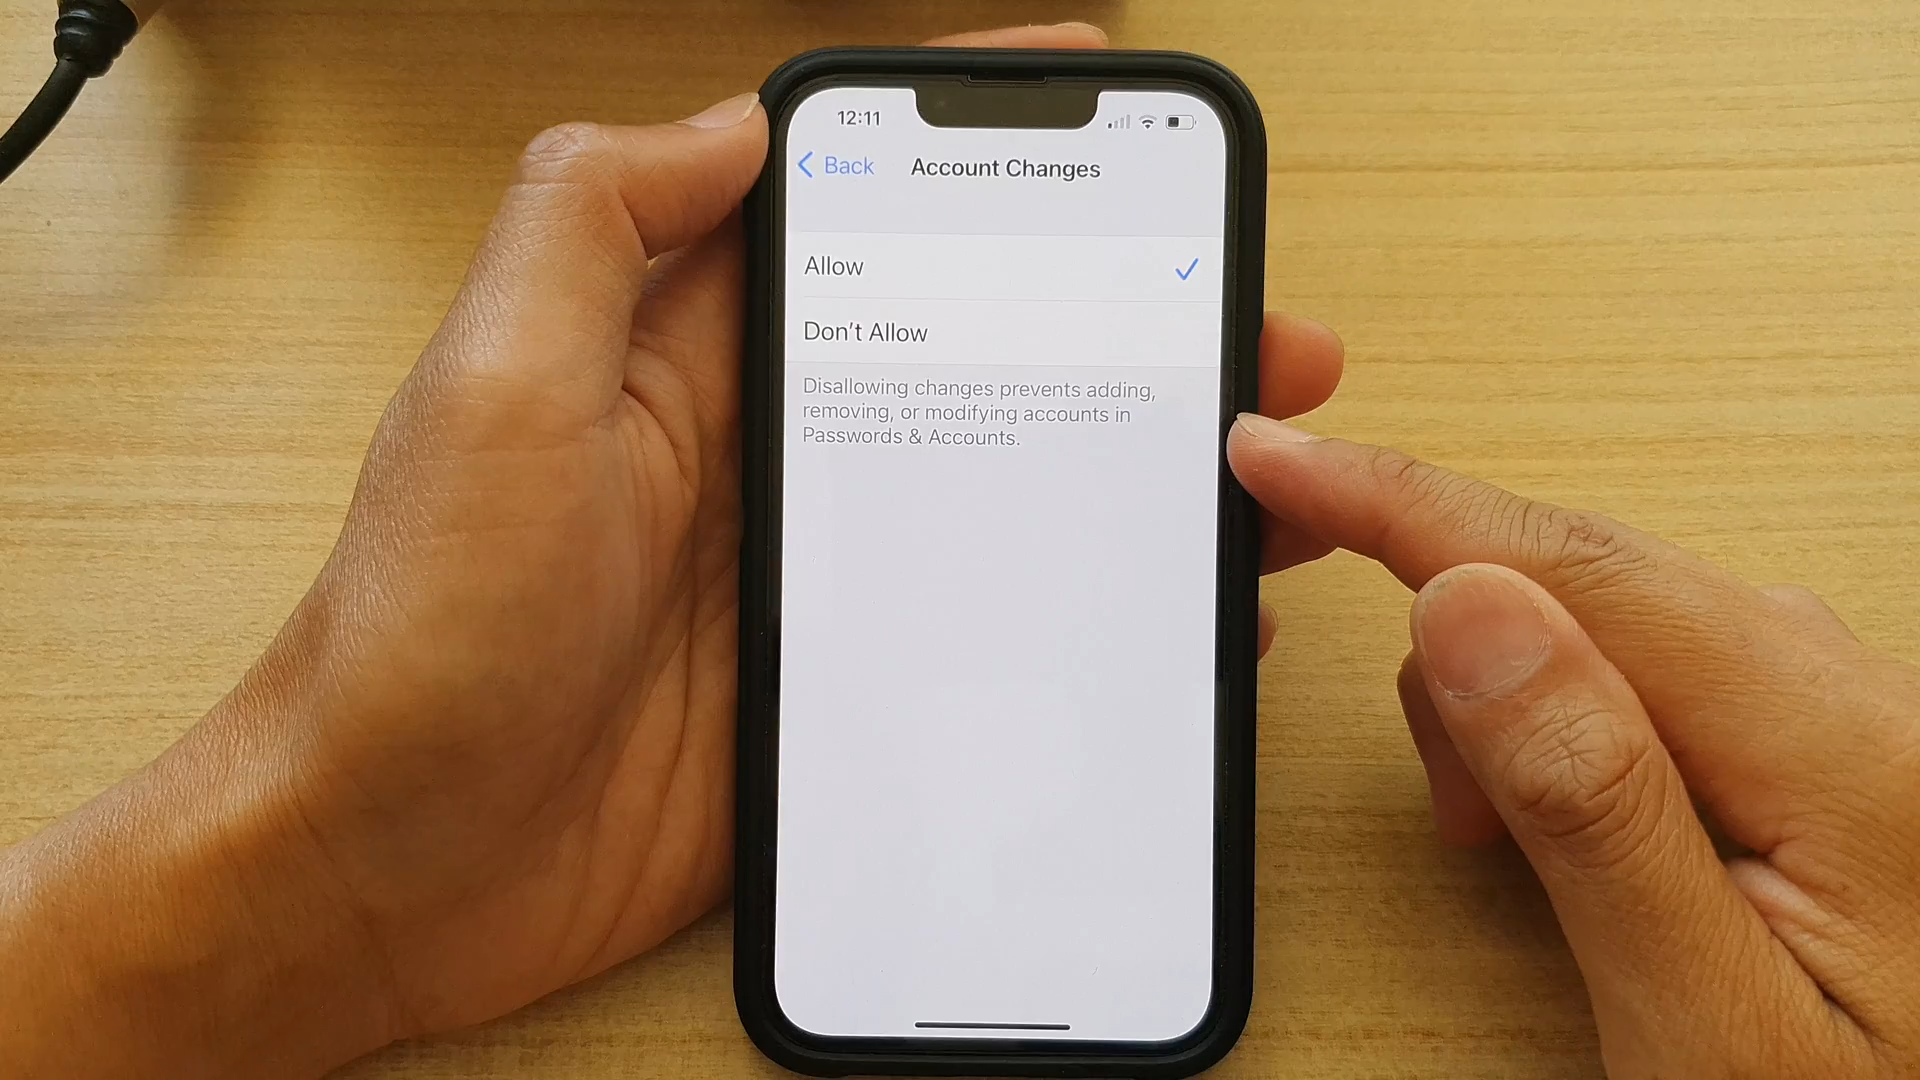 12:11
Back
Account Changes
Allow
Don't Allow
Disallowing changes prevents adding,
removing, or modifying accounts in
Passwords & Accounts.